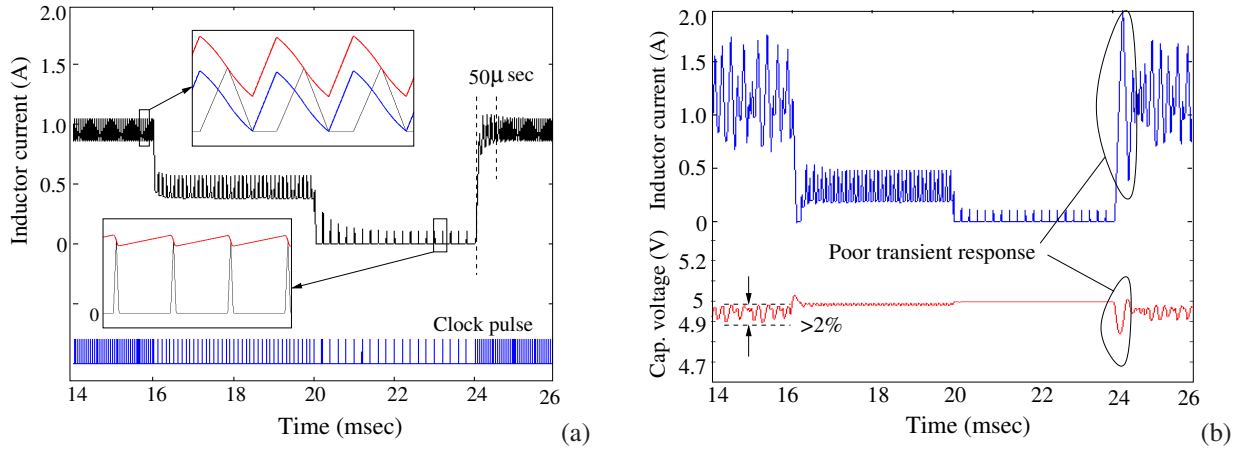 2.0
1.5
1.0
0.5
0
Inductor current (A)
50μ sec
0
Clock pulse
14 16 18 20 22 24 26
Time (msec)
(a)
2.0
1.5
1.0
0.5
0
Inductor current (A)
5.2
5
4.9
4.7
Cap. voltage (V)
Poor transient response
>2%
14 16 18 20 22 24 26
Time (msec)
(b)